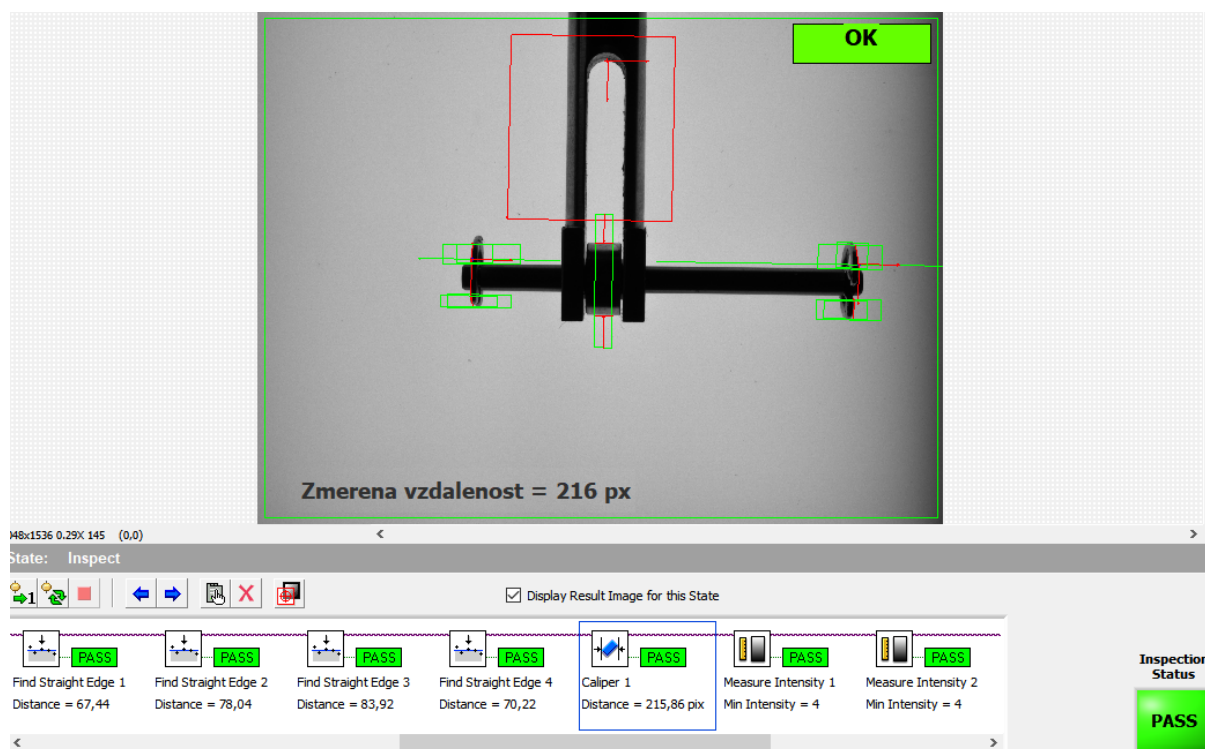 OK
Zmerena vzdalenost = 216 px
048x1536 0.29X 145 (0,0)
State: Inspect
1
Display Result Image for this State
PASS PASS PASS PASS PASS PASS PASS
Find Straight Edge 1 Find Straight Edge 2 Find Straight Edge 3 Find Straight Edge 4 Caliper 1 Measure Intensity 1 Measure Intensity 2
Distance = 67,44 Distance = 78,04 Distance = 83,92 Distance = 70,22 Distance = 215,86 pix Min Intensity = 4 Min Intensity = 4
Inspection
Status
PASS